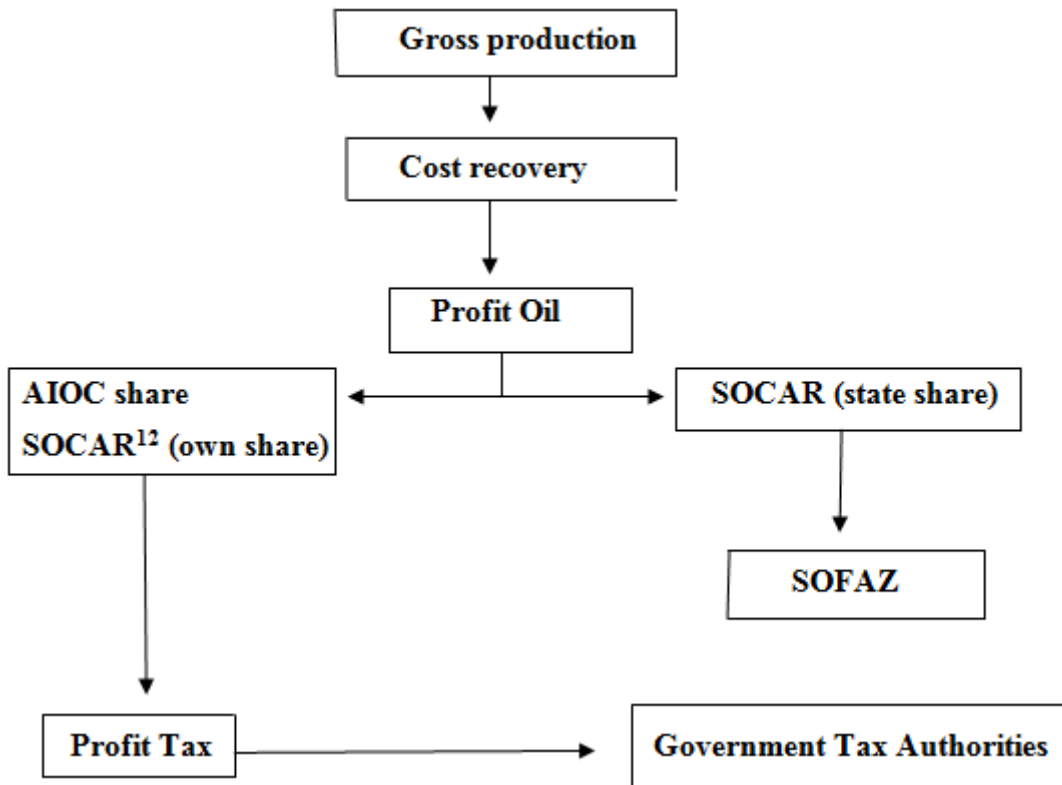 Gross production
Cost recovery
Profit Oil
AIOC share
SOCAR¹² (own share)
SOCAR (state share)
SOFAZ
Profit Tax
Government Tax Authorities